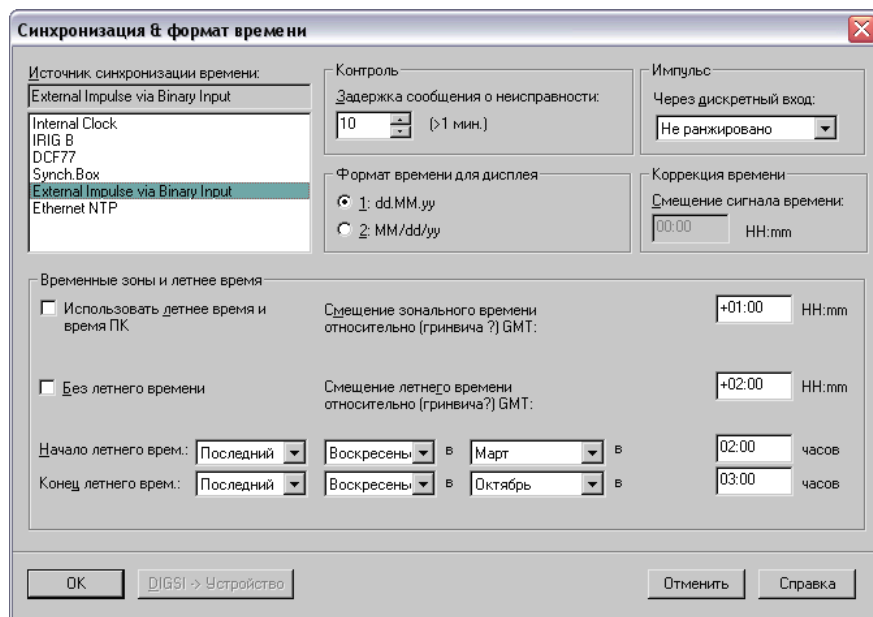 Синхронизация & формат времени
Источник синхронизации времени:
External Impulse via Binary Input
Internal Clock
IRIG B
DCF77
Synch.Box
External Impulse via Binary Input
Ethernet NTP
Контроль
Задержка сообщения о неисправности:
10 (>1 мин.)
Импульс
Через дискретный вход:
Не ранжировано
Формат времени для дисплея
1: dd.MM.yy
2: MM/dd/yy
Коррекция времени
Смещение сигнала времени:
00:00 HH:mm
Временные зоны и летнее время
Использовать летнее время и
время ПК
Смещение зонального времени
относительно (гринвича ?) GMT:
+01:00 HH:mm
Без летнего времени
Смещение летнего времени
относительно (гринвича?) GMT:
+02:00 HH:mm
Начало летнего врем.: Последний Воскресены в Март в 02:00 часов
Конец летнего врем.: Последний Воскресены в Октябрь в 03:00 часов
OK
DIGSI -> Устройство
Отменить
Справка